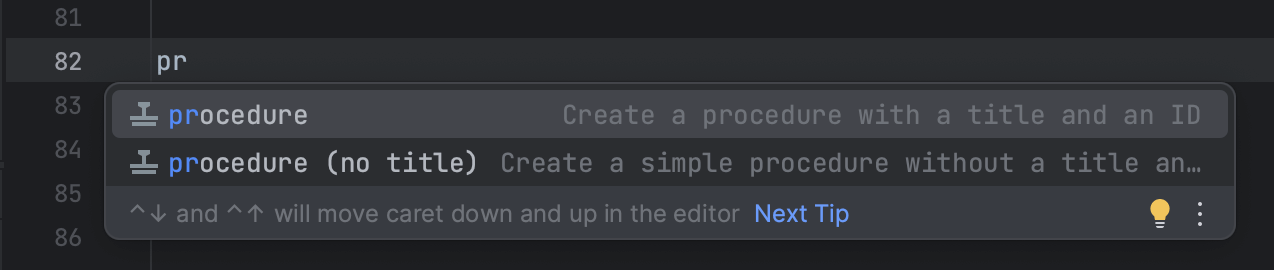 81
82 pr
procedure Create a procedure with a title and an ID
83
procedure (no title) Create a simple procedure without a title an…
84
85
^↓ and ^↑ will move caret down and up in the editor Next Tip
86